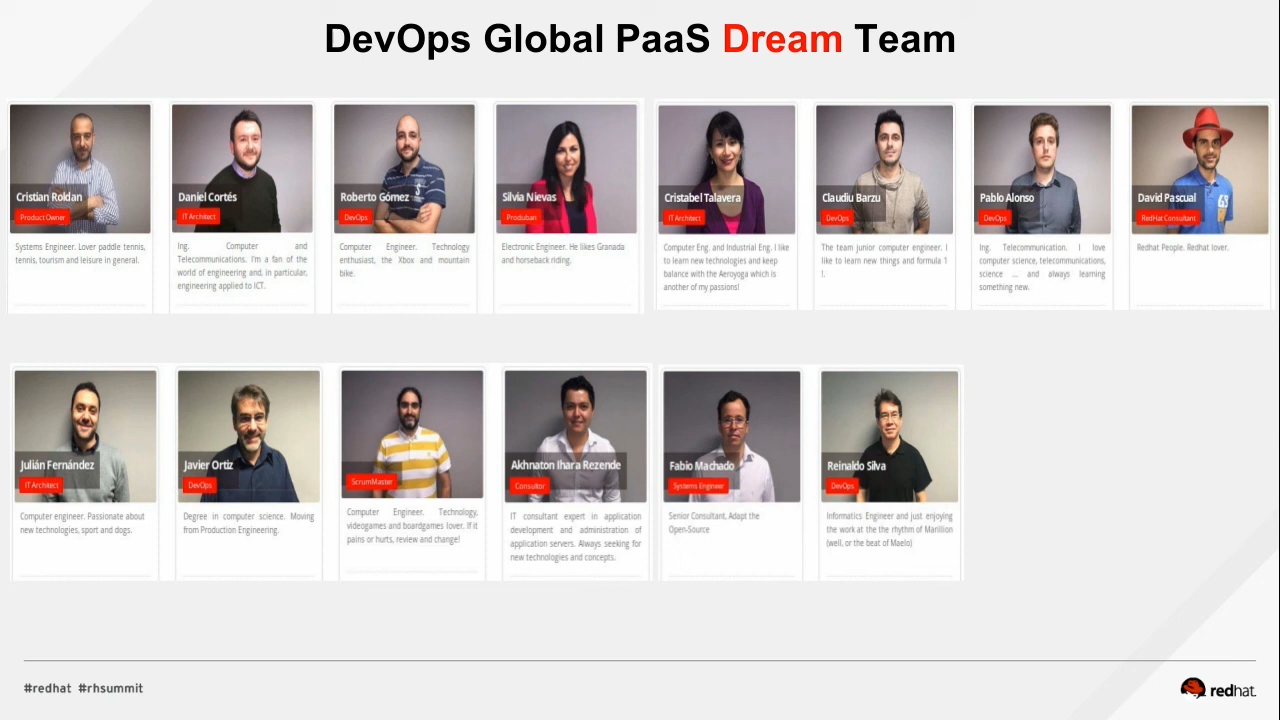 DevOps Global PaaS Dream Team
Cristian Roldan
Product Owner
Systems Engineer. Lover paddle tennis,
tennis, tourism and leisure in general.
Daniel Cortés
IT Architect
Ing. Computer and
Telecommunications. I'm a fan of the
world of engineering and, in particular,
engineering applied to ICT.
Roberto Gómez
DevOps
Computer Engineer. Technology
enthusiast, the Xbox and mountain
bike.
Silvia Nievas
Produban
Electronic Engineer. He likes Granada
and horseback riding.
Cristabel Talavera
IT Architect
Computer Eng. and Industrial Eng. I like
to learn new technologies and keep
balance with the Aeroyoga which is
another of my passions!
Claudiu Barzu
DevOps
The team junior computer engineer. I
like to learn new things and formula 1
!.
Pablo Alonso
DevOps
Ing. Telecommunication. I love
computer science, telecommunications,
science ... and always learning
something new.
David Pascual
RedHat Consultant
Redhat People. Redhat lover.
Julián Fernández
IT Architect
Computer engineer. Passionate about
new technologies, sport and dogs.
Javier Ortiz
DevOps
Degree in computer science. Moving
from Production Engineering.
ScrumMaster
Computer Engineer. Technology,
videogames and boardgames lover. If it
pains or hurts, review and change!
Akhnaton Ihara Rezende
Consultor
IT consultant expert in application
development and administration of
application servers. Always seeking for
new technologies and concepts.
Fabio Machado
Systems Engineer
Senior Consultant, Adapt the
Open-Source
Reinaldo Silva
DevOps
Informatics Engineer and just enjoying
the work at the the rhythm of Marillion
(well, or the beat of Maelo)
#redhat #rhsummit
redhat.